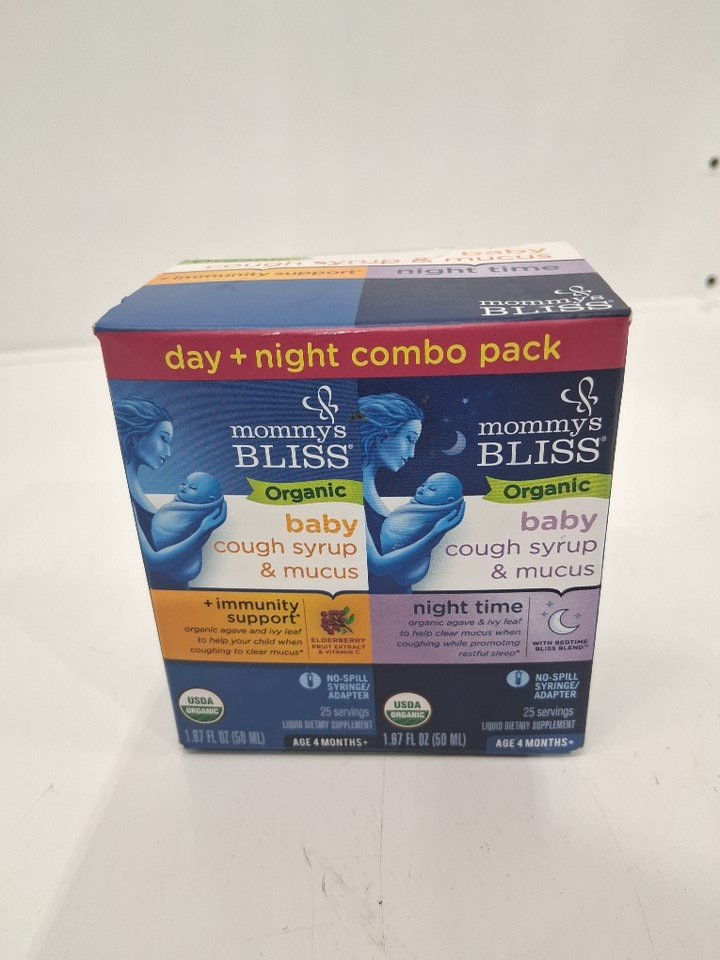 baby
cough syrup & mucus
+ immunity support*
night time
mommy's
BLISS
day + night combo pack
mommy's
BLISS®
Organic
baby
cough syrup
& mucus
+ immunity
support*
organic agave and ivy leaf
to help your child when
coughing to clear mucus*
ELDERBERRY
FRUIT EXTRACT
& VITAMIN C
NO-SPILL
SYRINGE/
ADAPTER
USDA
ORGANIC
25 servings
LIQUID DIETARY SUPPLEMENT
1.67 FL OZ (50 ML)
AGE 4 MONTHS+
mommy's
BLISS®
Organic
baby
cough syrup
& mucus
night time
organic agave & ivy leaf
to help clear mucus when
coughing while promoting
restful sleep*
WITH BEDTIME
BLISS BLEND™
NO-SPILL
SYRINGE/
ADAPTER
USDA
ORGANIC
25 servings
LIQUID DIETARY SUPPLEMENT
1.67 FL OZ (50 ML)
AGE 4 MONTHS+